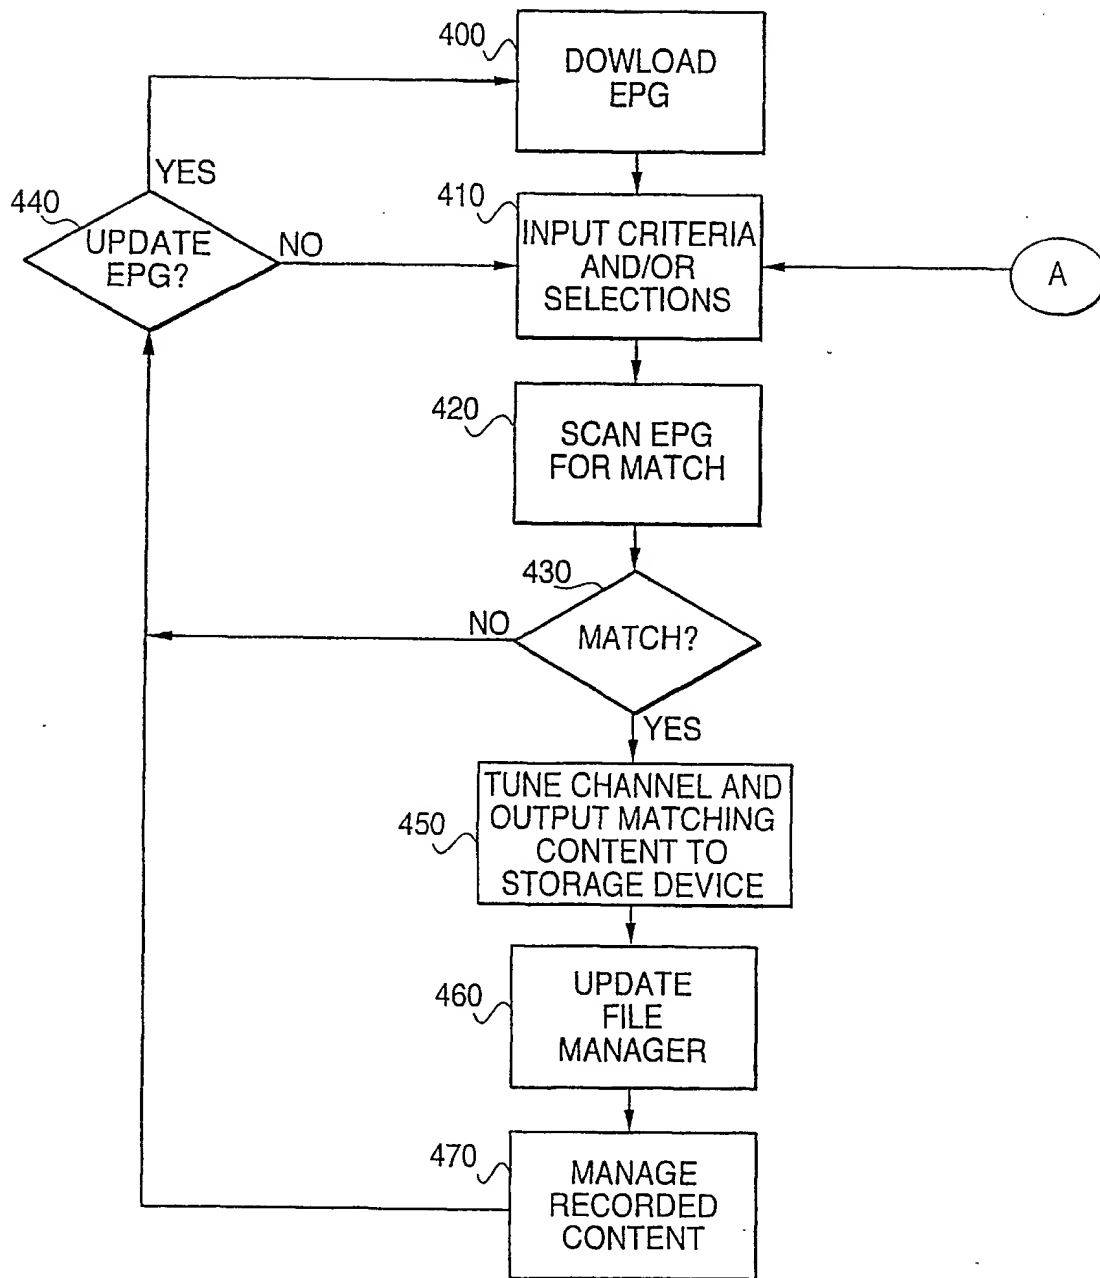 400
DOWLOAD
EPG
YES
440
UPDATE
EPG?
NO
410
INPUT CRITERIA
AND/OR
SELECTIONS
A
420
SCAN EPG
FOR MATCH
430
NO
MATCH?
YES
450
TUNE CHANNEL AND
OUTPUT MATCHING
CONTENT TO
STORAGE DEVICE
460
UPDATE
FILE
MANAGER
470
MANAGE
RECORDED
CONTENT